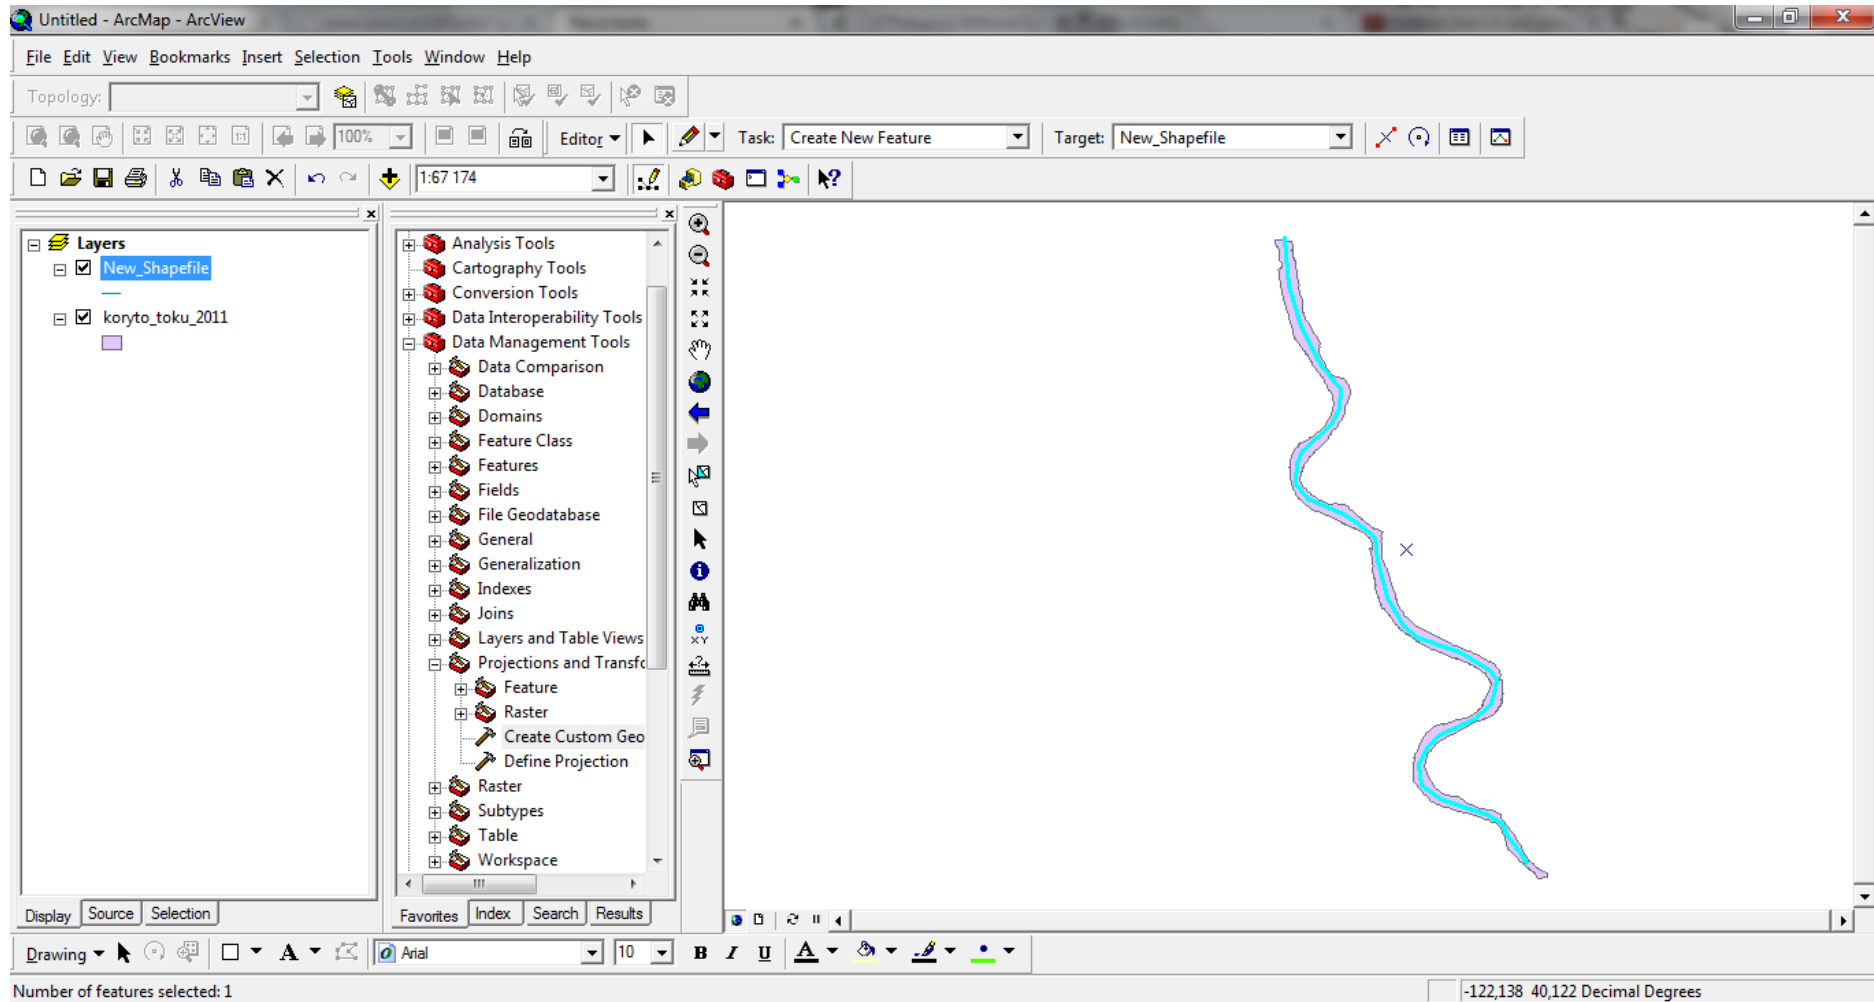 Untitled - ArcMap - ArcView
File Edit View Bookmarks Insert Selection Tools Window Help
Topology:
1:1 100% Editor Task: Create New Feature Target: New_Shapefile
1:67 174
Layers
New_Shapefile
koryto_toku_2011
Display Source Selection
Analysis Tools
Cartography Tools
Conversion Tools
Data Interoperability Tools
Data Management Tools
Data Comparison
Database
Domains
Feature Class
Features
Fields
File Geodatabase
General
Generalization
Indexes
Joins
Layers and Table Views
Projections and Transfo
Feature
Raster
Create Custom Geo
Define Projection
Raster
Subtypes
Table
Workspace
Favorites Index Search Results
XY
Drawing A Arial 10 B I U A
Number of features selected: 1
-122,138 40,122 Decimal Degrees